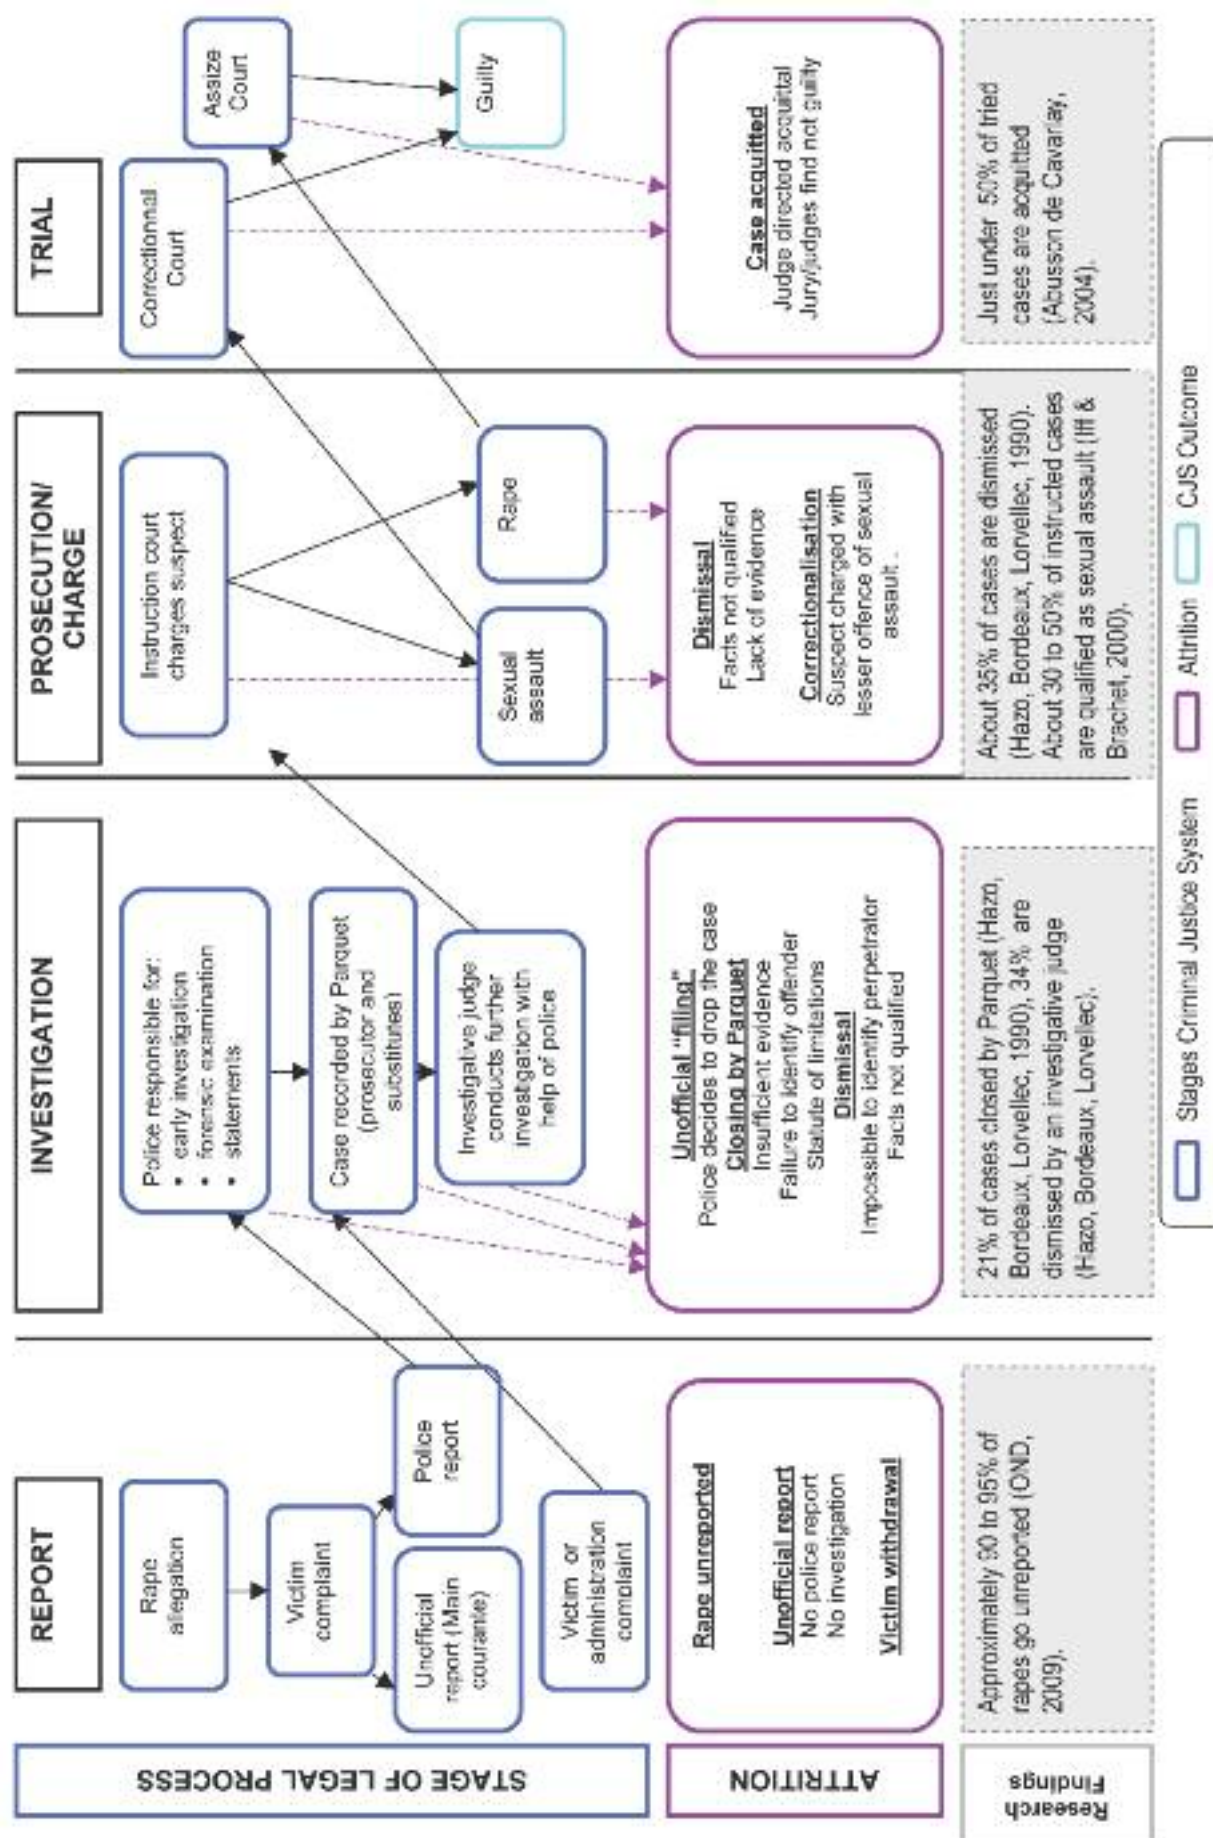 REPORT
INVESTIGATION
PROSECUTION/
CHARGE
TRIAL
STAGE OF LEGAL PROCESS
Rape
allegation
Victim
complaint
Unofficial
report (Main
courante)
Police
report
Victim or
administration
complaint
Police responsible for:
• early investigation
• forensic examination
• statements
Case recorded by Parquet
(prosecutor and
substitutes)
Investigative judge
conducts further
investigation with
help of police
Instruction court
charges suspect
Sexual
assault
Rape
Correctionnal
Court
Assize
Court
Guilty
ATTRITION
Rape unreported
Unofficial report
No police report
No investigation
Victim withdrawal
Unofficial "filing"
Police decides to drop the case
Closing by Parquet
Insufficient evidence
Failure to identify offender
Statute of limitations
Dismissal
Impossible to identify perpetrator
Facts not qualified
Dismissal
Facts not qualified
Lack of evidence
Correctionalisation
Suspect charged with
lesser offence of sexual
assault .
Case acquitted
Judge directed acquittal
Jury/judges find not guilty
Research
Findings
Approximately 90 to 95% of
rapes go unreported (OND,
2009).
21% of cases closed by Parquet (Hazo,
Bordeaux, Lorvellec, 1990), 34% are
dismissed by an investigative judge
(Hazo, Bordeaux, Lorvellec).
About 35% of cases are dismissed
(Hazo, Bordeaux, Lorvellec, 1990).
About 30 to 50% of instructed cases
are qualified as sexual assault (Iff &
Brachet, 2000).
Just under 50% of tried
cases are acquitted
(Abusson de Cavarlay,
2004).
Stages Criminal Justice System
Attrition
CJS Outcome